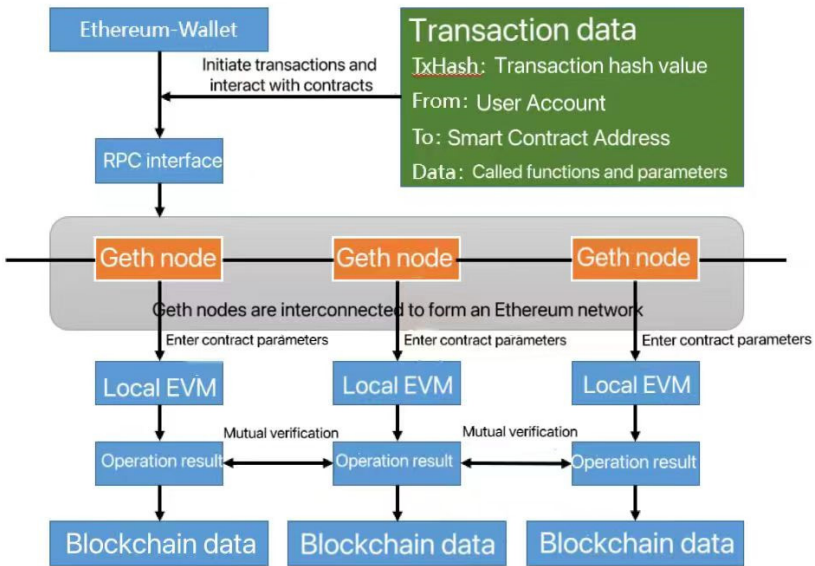 Ethereum-Wallet
Transaction data
TxHash: Transaction hash value
From: User Account
To: Smart Contract Address
Data: Called functions and parameters
Initiate transactions and
interact with contracts
RPC interface
Geth node
Geth node
Geth node
Geth nodes are interconnected to form an Ethereum network
Enter contract parameters
Enter contract parameters
Enter contract parameters
Local EVM
Local EVM
Local EVM
Mutual verification
Mutual verification
Operation result
Operation result
Operation result
Blockchain data
Blockchain data
Blockchain data